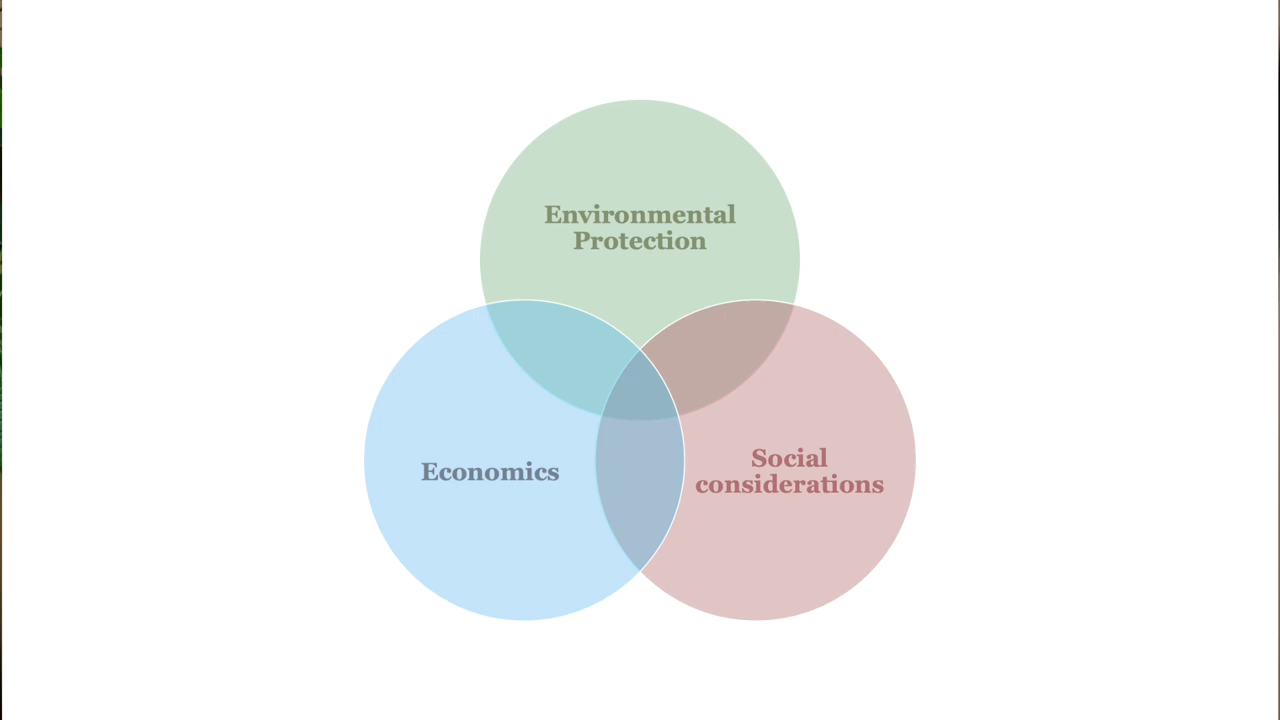 Environmental
Protection
Economics
Social
considerations